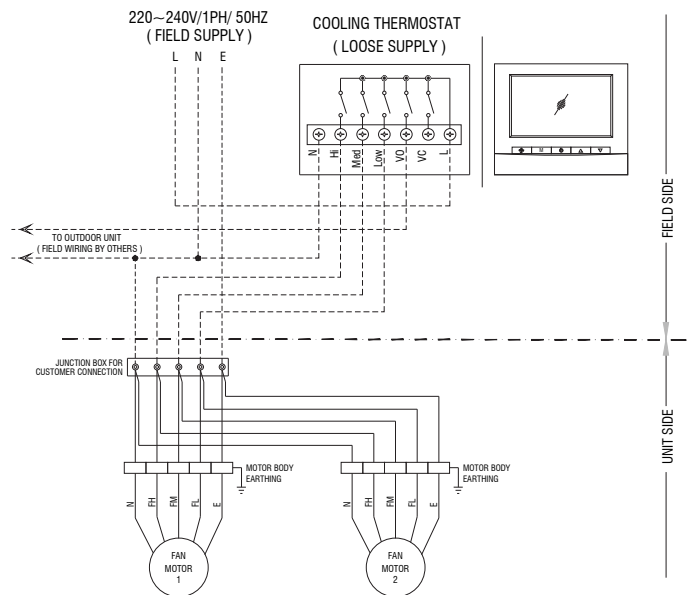 220~240V/1PH/ 50HZ
( FIELD SUPPLY )
L N E
COOLING THERMOSTAT
( LOOSE SUPPLY )
M
N Hi Med Low VO VC L
FIELD SIDE
TO OUTDOOR UNIT
( FIELD WIRING BY OTHERS )
JUNCTION BOX FOR
CUSTOMER CONNECTION
UNIT SIDE
MOTOR BODY
EARTHING
MOTOR BODY
EARTHING
N FH FM FL E
N FH FM FL E
FAN
MOTOR
1
FAN
MOTOR
2